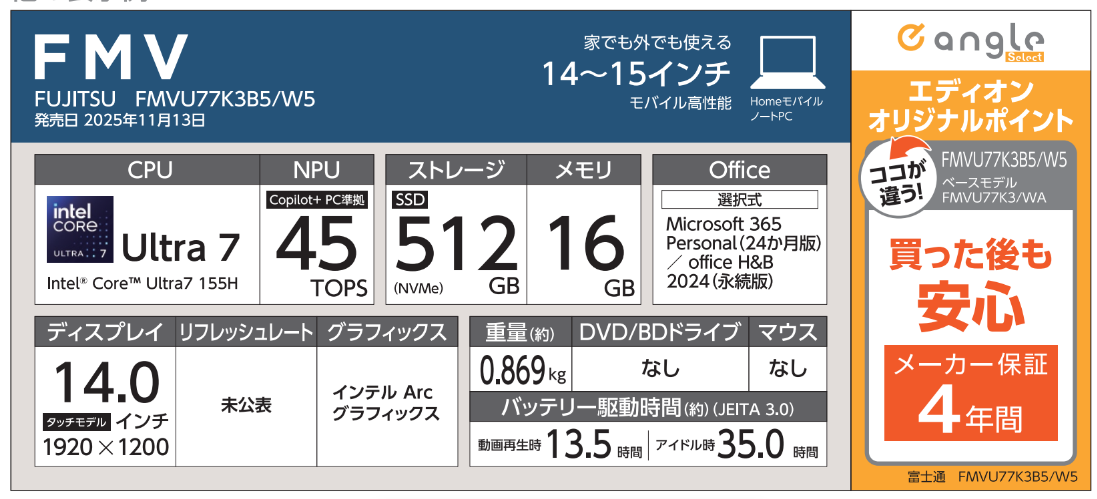 FMV
FUJITSU FMVU77K3B5/W5
発売日 2025年11月13日
家でも外でも使える
14～15インチ
モバイル高性能
Homeモバイル
ノートPC
CPU
intel
CORE
ULTRA 7
Ultra 7
Intel® Core™ Ultra7 155H
NPU
Copilot+ PC準拠
45
TOPS
ストレージ
SSD
512
(NVMe) GB
メモリ
16
GB
Office
選択式
Microsoft 365
Personal(24か月版)
／ office H&B
2024(永続版)
ディスプレイ
14.0
タッチモデル インチ
1920×1200
リフレッシュレート
未公表
グラフィックス
インテル Arc
グラフィックス
重量(約)
0.869kg
DVD/BDドライブ
なし
マウス
なし
バッテリー駆動時間(約)(JEITA 3.0)
動画再生時 13.5 時間 アイドル時 35.0 時間
angle
Select
エディオン
オリジナルポイント
ココが
違う!
FMVU77K3B5/W5
ベースモデル
FMVU77K3/WA
買った後も
安心
メーカー保証
4年間
富士通 FMVU77K3B5/W5